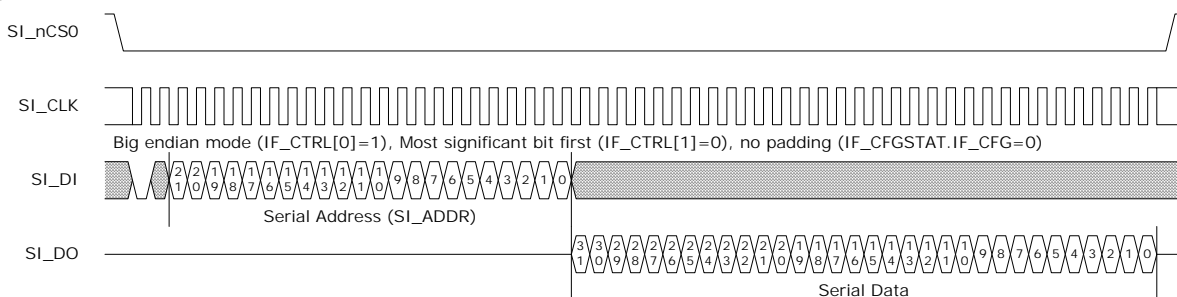 SI_nCS0
SI_CLK
Big endian mode (IF_CTRL[0]=1), Most significant bit first (IF_CTRL[1]=0), no padding (IF_CFGSTAT.IF_CFG=0)
SI_DI
21 20 19 18 17 16 15 14 13 12 11 10 9 8 7 6 5 4 3 2 1 0
Serial Address (SI_ADDR)
SI_DO
31 30 29 28 27 26 25 24 23 22 21 20 19 18 17 16 15 14 13 12 11 10 9 8 7 6 5 4 3 2 1 0
Serial Data